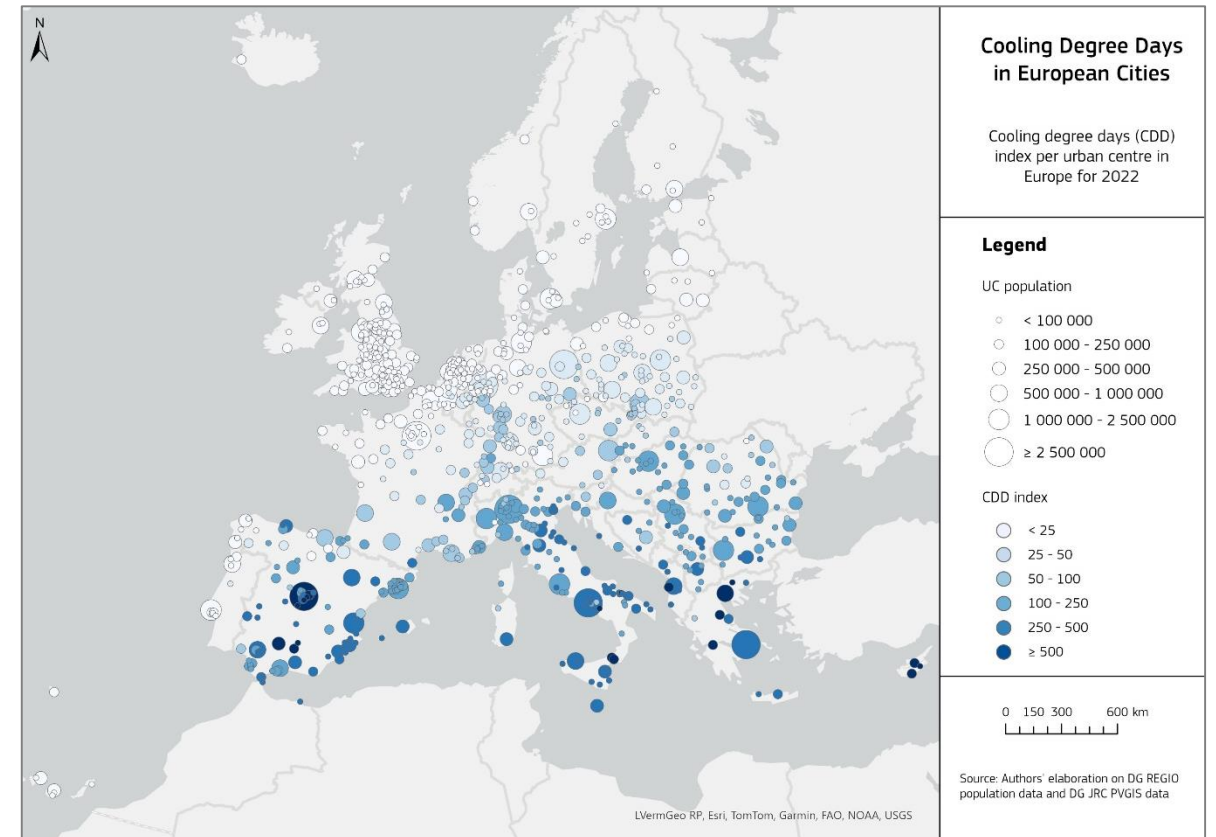 N
Cooling Degree Days
in European Cities
Cooling degree days (CDD)
index per urban centre in
Europe for 2022
Legend
UC population
< 100 000
100 000 - 250 000
250 000 - 500 000
500 000 - 1 000 000
1 000 000 - 2 500 000
≥ 2 500 000
CDD index
< 25
25 - 50
50 - 100
100 - 250
250 - 500
≥ 500
0 150 300 600 km
Source: Authors' elaboration on DG REGIO
population data and DG JRC PVGIS data
LVermGeo RP, Esri, TomTom, Garmin, FAO, NOAA, USGS